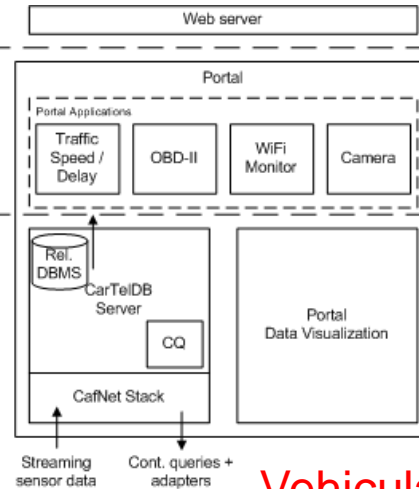 Web server
Portal
Portal Applications
Traffic
Speed /
Delay
OBD-II
WiFi
Monitor
Camera
Rel.
DBMS
CarTelDB
Server
CQ
CafNet Stack
Portal
Data Visualization
Streaming
sensor data
Cont. queries +
adapters